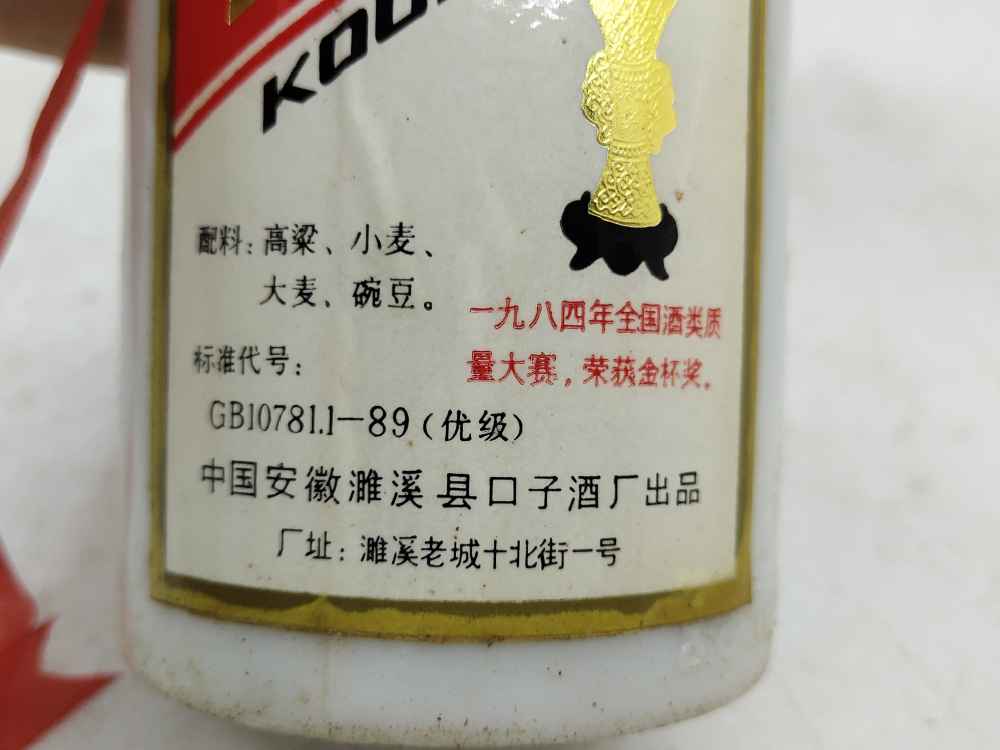 KOU
配料：高粱、小麦、
大麦、碗豆。
一九八四年全国酒类质
量大赛，荣获金杯奖。
标准代号：
GB10781.1—89（优级）
中国安徽濉溪县口子酒厂出品
厂址：濉溪老城十北街一号